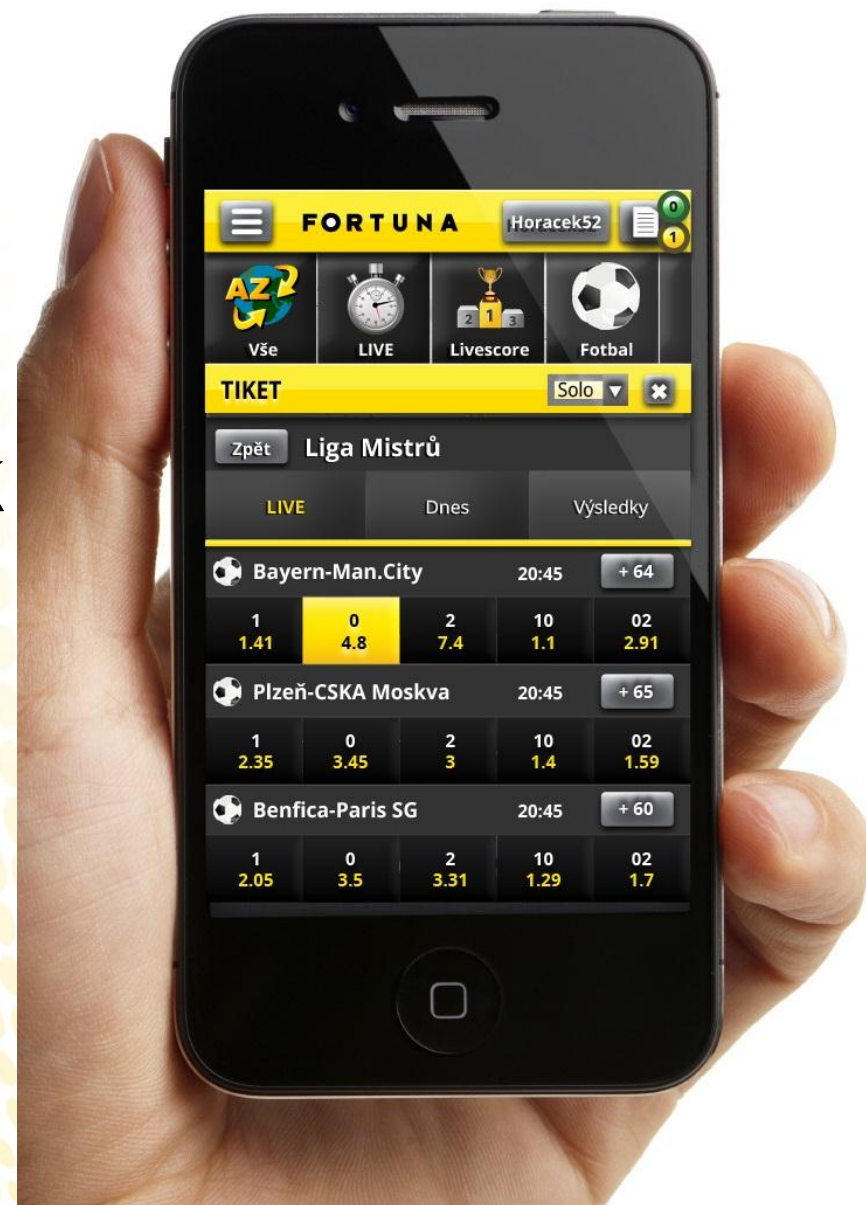 FORTUNA Horacek52 0
1
AZ 2 1 3
Vše LIVE Livescore Fotbal
TIKET Solo
Zpět Liga Mistrů
LIVE Dnes Výsledky
Bayern-Man.City 20:45 + 64
1 0 2 10 02
1.41 4.8 7.4 1.1 2.91
Plzeň-CSKA Moskva 20:45 + 65
1 0 2 10 02
2.35 3.45 3 1.4 1.59
Benfica-Paris SG 20:45 + 60
1 0 2 10 02
2.05 3.5 3.31 1.29 1.7